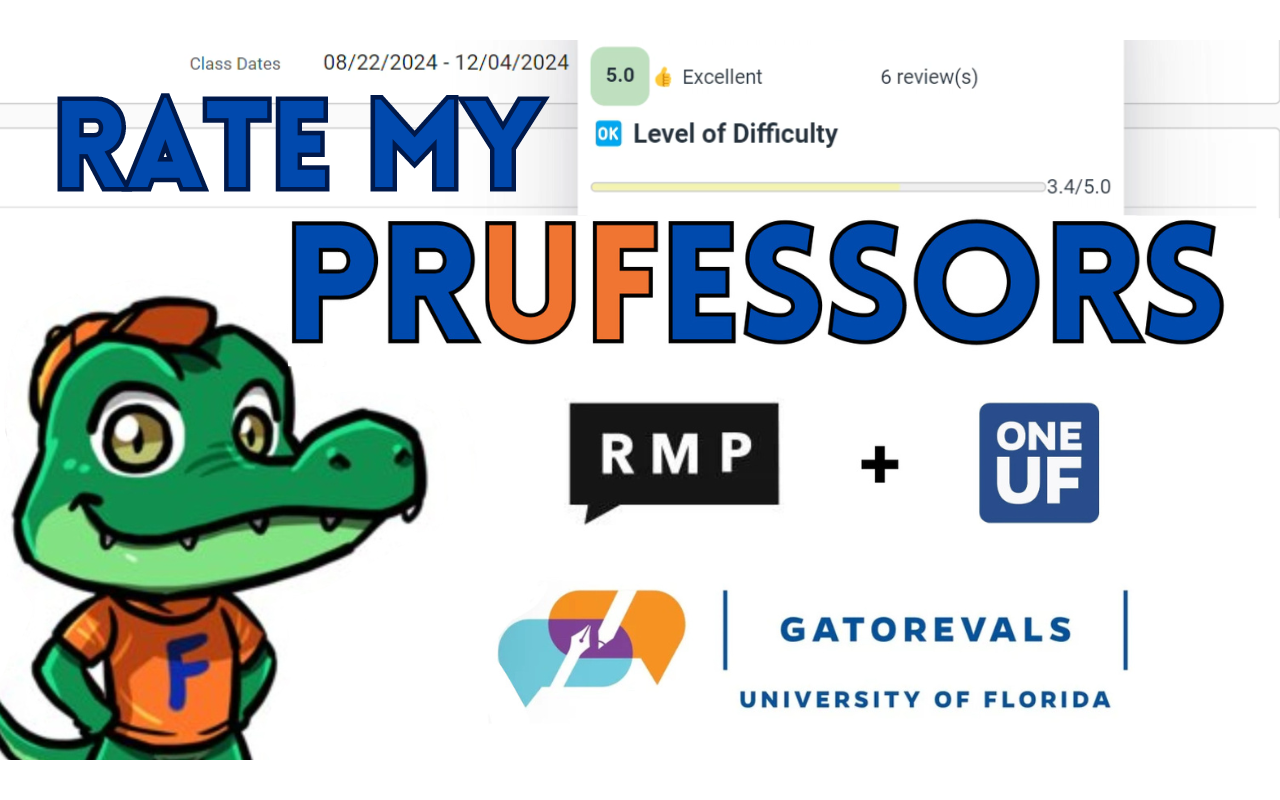 Class Dates 08/22/2024 - 12/04/2024
5.0 👍 Excellent 6 review(s)
RATE MY
🆗 Level of Difficulty
3.4/5.0
PRUFESSORS
RMP + ONE UF
F
GATOREVALS
UNIVERSITY OF FLORIDA